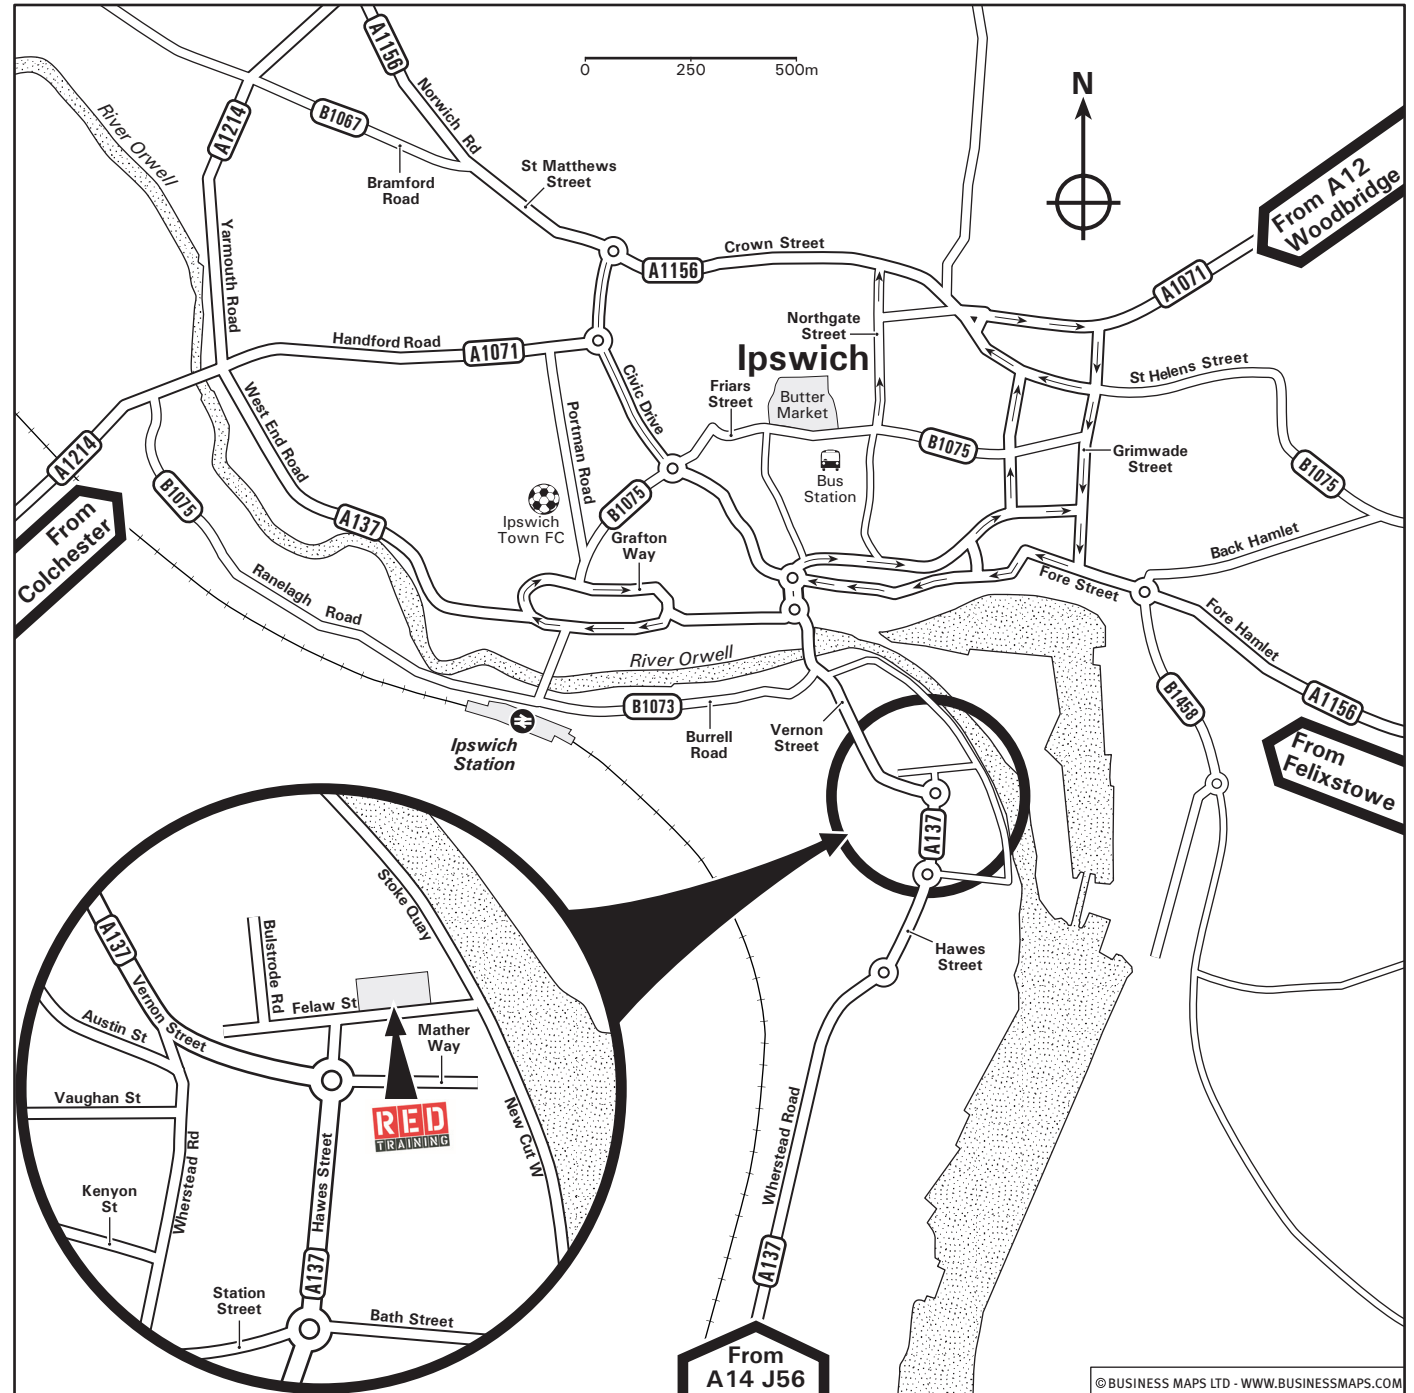 A1156
0 250 500m
N
Norwich Rd
B1067
A1214
River Orwell
Bramford
Road
St Matthews
Street
From A12
Woodbridge
Crown Street
A1156
A1071
Yarmouth Road
Northgate
Street
Handford Road
A1071
Ipswich
St Helens Street
Civic Drive
Friars
Street
Butter
Market
West End Road
Portman Road
B1075
Grimwade
Street
A1214
B1075
Bus
Station
B1075
B1075
From
Colchester
A137
Ipswich
Town FC
Grafton
Way
Back Hamlet
Ranelagh Road
Fore Street
Fore Hamlet
River Orwell
B1073
B1458
A1156
Ipswich
Station
Burrell
Road
Vernon
Street
From
Felixstowe
A137
Stoke Quay
A137
Bulstrode Rd
Hawes
Street
Vernon Street
Felaw St
Austin St
Mather
Way
Vaughan St
RED
TRAINING
New Cut W
Wherstead Rd
Hawes Street
Wherstead Road
Kenyon
St
A137
A137
Station
Street
Bath Street
From
A14 J56
© BUSINESS MAPS LTD - WWW.BUSINESSMAPS.COM